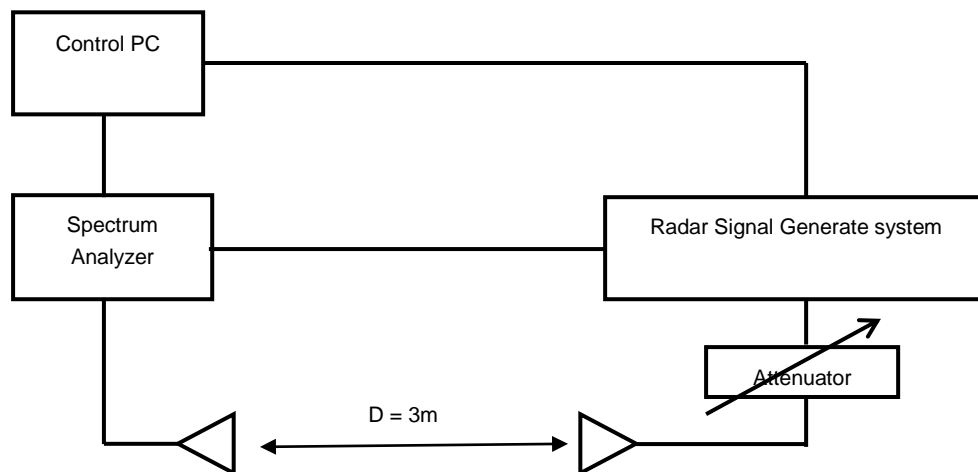 Control PC
Spectrum
Analyzer
Radar Signal Generate system
Attenuator
D = 3m